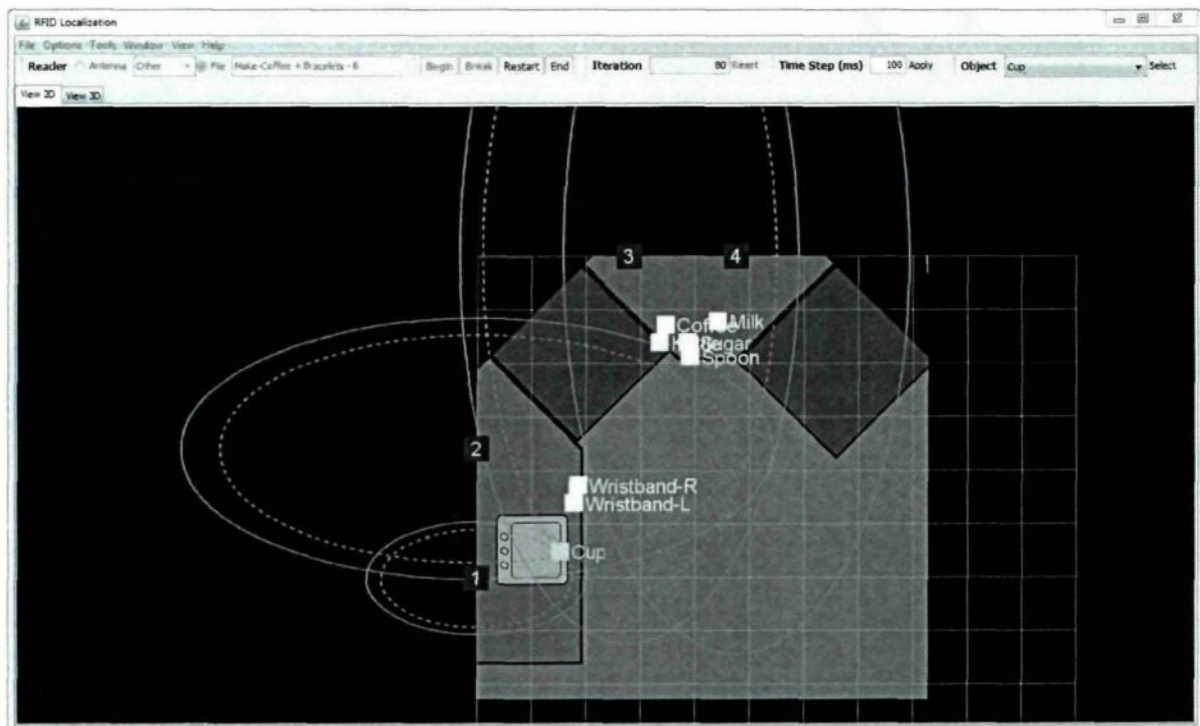 RFID Localization
File Options Tools Window View Help
Reader Antenna Other File Make-Coffee + Bracelets - 6 Begin Break Restart End Iteration 80 Reset Time Step (ms) 100 Apply Object Cup Select
View 2D View 3D
3 4
Coffee Milk
Sugar
Spoon
2
Wristband-R
Wristband-L
Cup
1